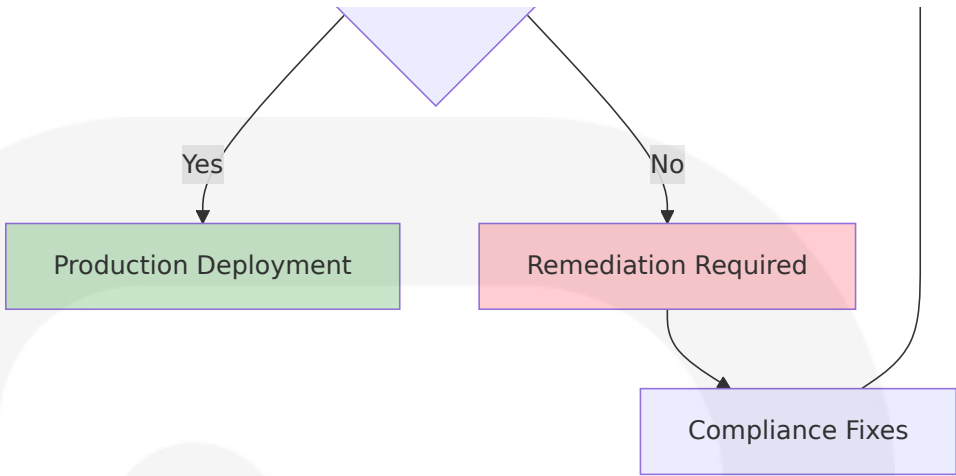 Yes
No
Production Deployment
Remediation Required
Compliance Fixes